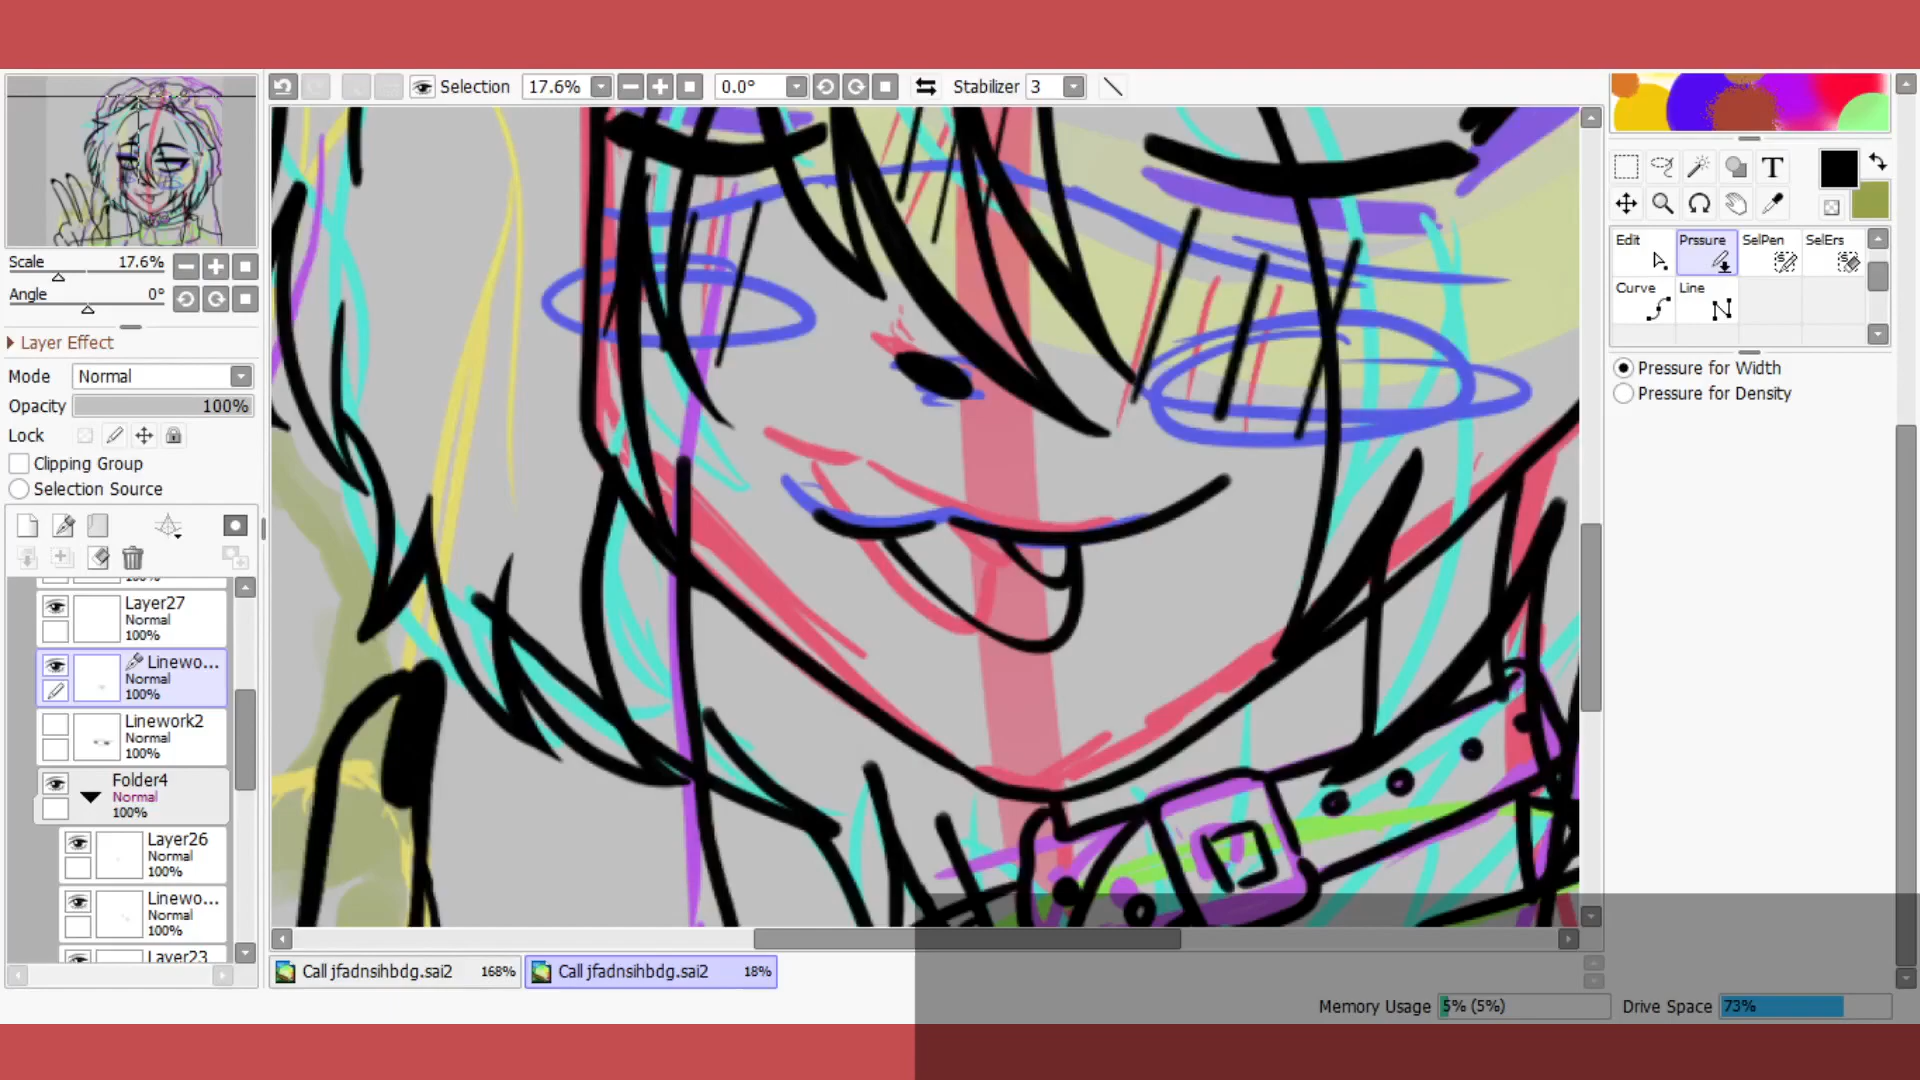 Selection 17.6% 0.0° Stabilizer 3
Scale 17.6%
Angle 0°
Layer Effect
Mode Normal
Opacity 100%
Lock
Clipping Group
Selection Source
Layer27
Normal
100%
Linewo...
Normal
100%
Linework2
Normal
100%
Folder4
Normal
100%
Layer26
Normal
100%
Linewo...
Normal
100%
Layer23
Call jfadnsihbdg.sai2 168% Call jfadnsihbdg.sai2 18%
T
Edit Prssure SelPen SelErs
Curve Line
Pressure for Width
Pressure for Density
Memory Usage 5% (5%) Drive Space 73%